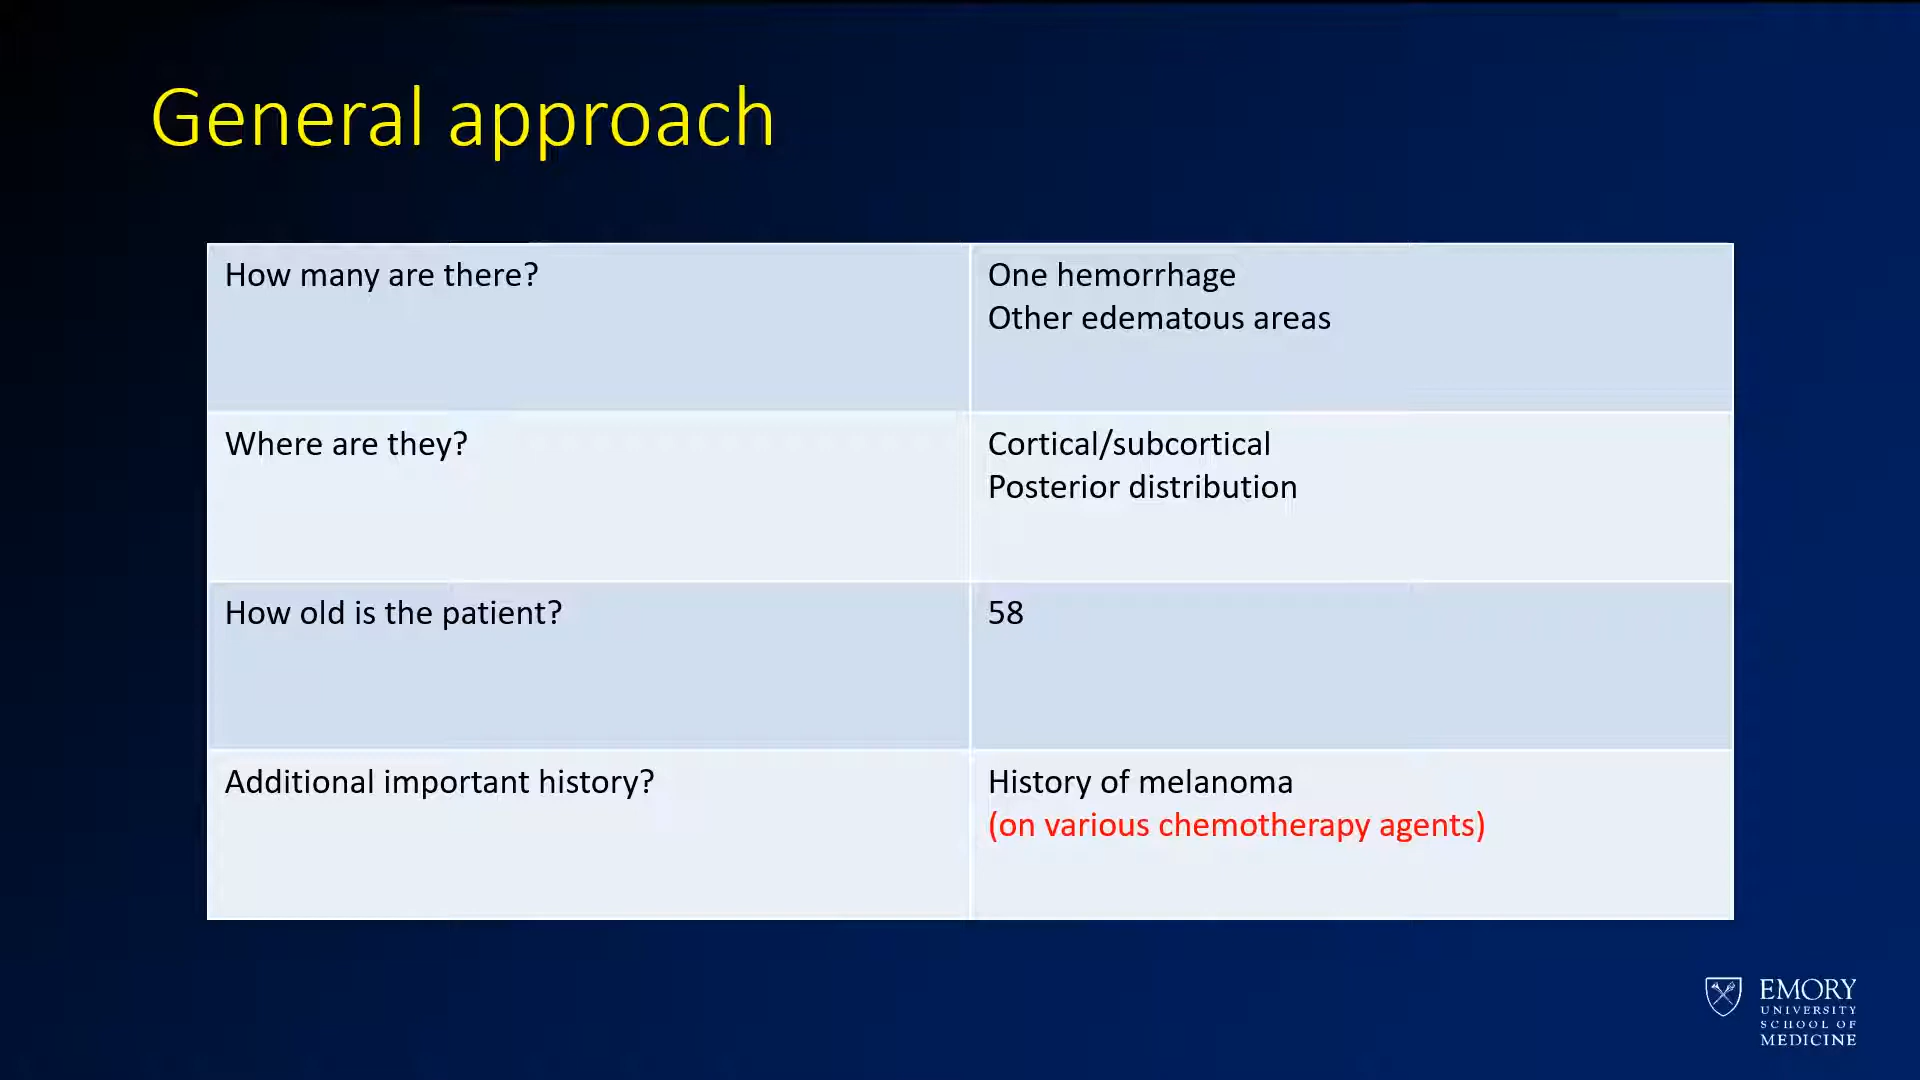 General approach
How many are there?
One hemorrhage
Other edematous areas
Where are they?
Cortical/subcortical
Posterior distribution
How old is the patient?
58
Additional important history?
History of melanoma
(on various chemotherapy agents)
EMORY
UNIVERSITY
SCHOOL OF
MEDICINE